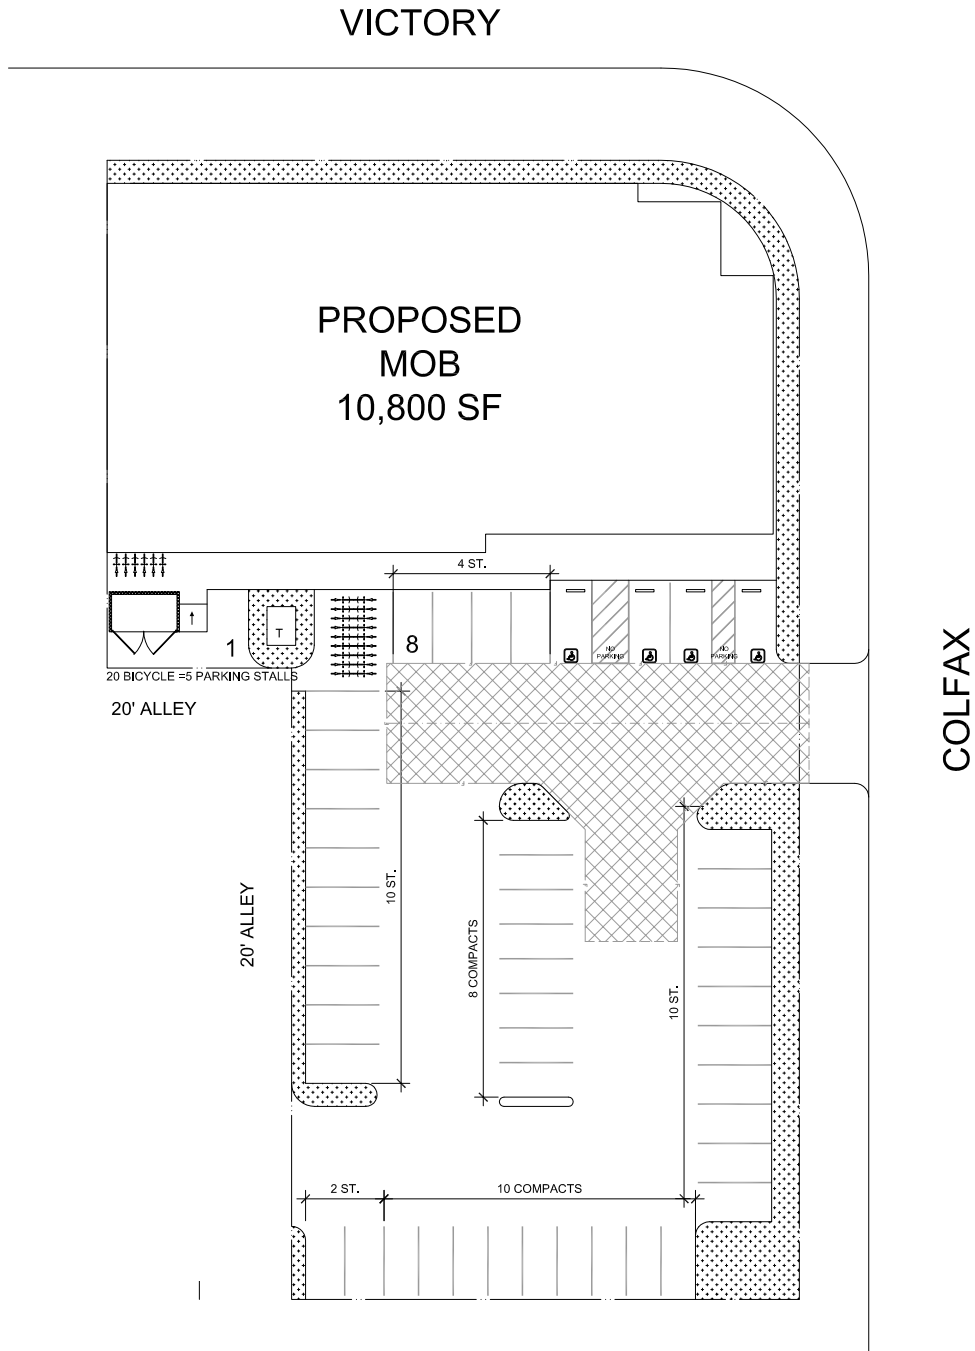 VICTORY
PROPOSED
MOB
10,800 SF
4 ST.
1
T
8
NO
PARKING
NO
PARKING
20 BICYCLE =5 PARKING STALLS
20' ALLEY
COLFAX
10 ST.
20' ALLEY
8 COMPACTS
10 ST.
2 ST.
10 COMPACTS